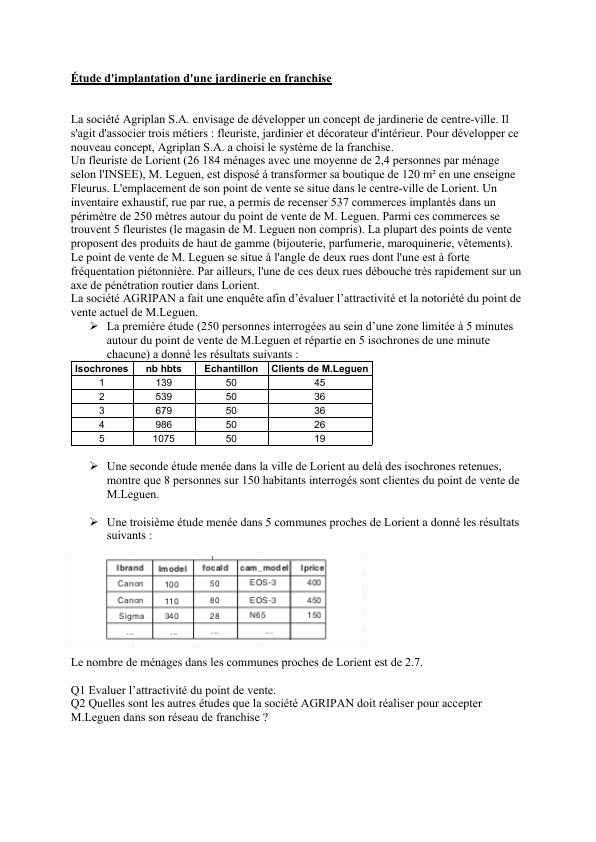 Étude d'implantation d'une jardinerie en franchise
La société Agriplan S.A. envisage de développer un concept de jardinerie de centre-ville. Il
s'agit d'associer trois métiers : fleuriste, jardinier et décorateur d'intérieur. Pour développer ce
nouveau concept, Agriplan S.A. a choisi le système de la franchise.
Un fleuriste de Lorient (26 184 ménages avec une moyenne de 2,4 personnes par ménage
selon l'INSEE), M. Leguen, est disposé à transformer sa boutique de 120 m² en une enseigne
Fleurus. L'emplacement de son point de vente se situe dans le centre-ville de Lorient. Un
inventaire exhaustif, rue par rue, a permis de recenser 537 commerces implantés dans un
périmètre de 250 mètres autour du point de vente de M. Leguen. Parmi ces commerces se
trouvent 5 fleuristes (le magasin de M. Leguen non compris). La plupart des points de vente
proposent des produits de haut de gamme (bijouterie, parfumerie, maroquinerie, vêtements).
Le point de vente de M. Leguen se situe à l'angle de deux rues dont l'une est à forte
fréquentation piétonnière. Par ailleurs, l'une de ces deux rues débouche très rapidement sur un
axe de pénétration routier dans Lorient.
La société AGRIPAN a fait une enquête afin d'évaluer l'attractivité et la notoriété du point de
vente actuel de M.Leguen.
➢ La première étude (250 personnes interrogées au sein d'une zone limitée à 5 minutes
autour du point de vente de M.Leguen et répartie en 5 isochrones de une minute
chacune) a donné les résultats suivants :
Isochrones nb hbts Echantillon Clients de M.Leguen
1 139 50 45
2 539 50 36
3 679 50 36
4 986 50 26
5 1075 50 19
➢ Une seconde étude menée dans la ville de Lorient au delà des isochrones retenues,
montre que 8 personnes sur 150 habitants interrogés sont clientes du point de vente de
M.Leguen.
➢ Une troisième étude menée dans 5 communes proches de Lorient a donné les résultats
suivants :
lbrand lmodel focald cam_model lprice
Canon 100 50 EOS-3 400
Canon 110 80 EOS-3 450
Sigma 340 28 N65 150
... ... ... ...
Le nombre de ménages dans les communes proches de Lorient est de 2.7.
Q1 Evaluer l'attractivité du point de vente.
Q2 Quelles sont les autres études que la société AGRIPAN doit réaliser pour accepter
M.Leguen dans son réseau de franchise ?